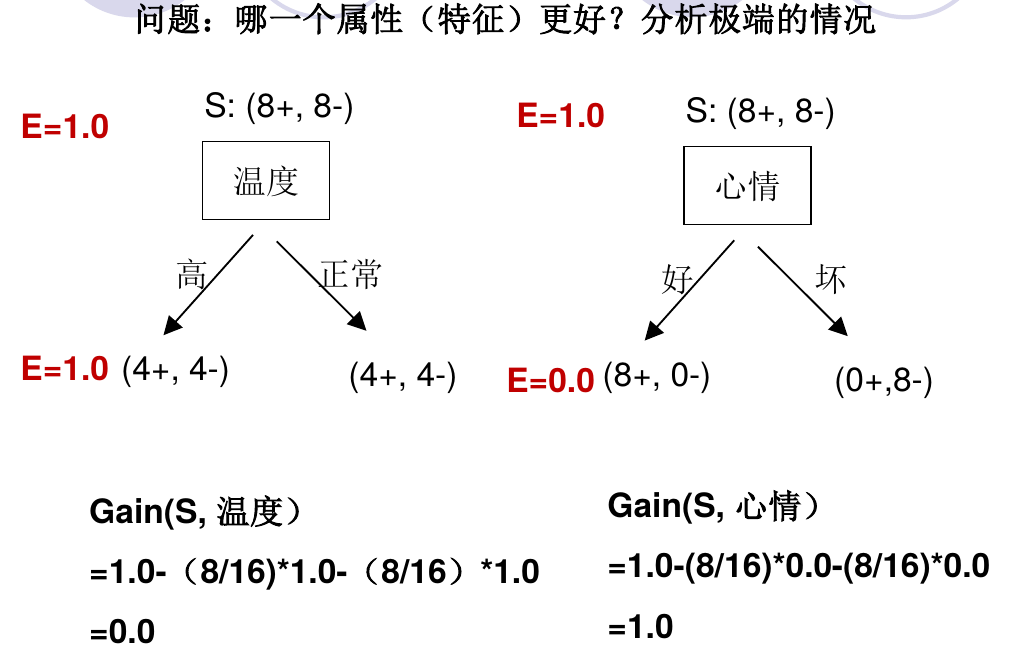 问题：哪一个属性（特征）更好？分析极端的情况
E=1.0
S: (8+, 8-)
温度
高
正常
E=1.0 (4+, 4-)
(4+, 4-)
E=1.0
S: (8+, 8-)
心情
好
坏
E=0.0 (8+, 0-)
(0+,8-)
Gain(S, 温度）
=1.0-（8/16)*1.0-（8/16）*1.0
=0.0
Gain(S, 心情）
=1.0-(8/16)*0.0-(8/16)*0.0
=1.0